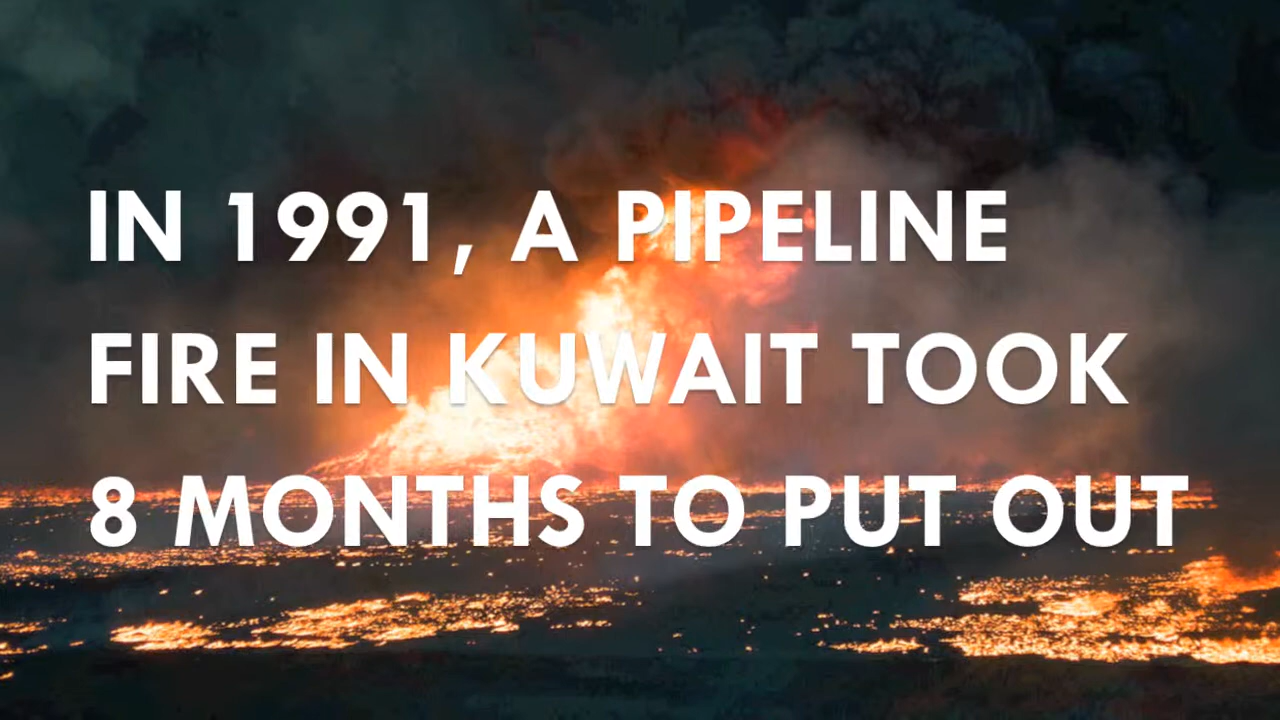 IN 1991, A PIPELINE
FIRE IN KUWAIT TOOK
8 MONTHS TO PUT OUT